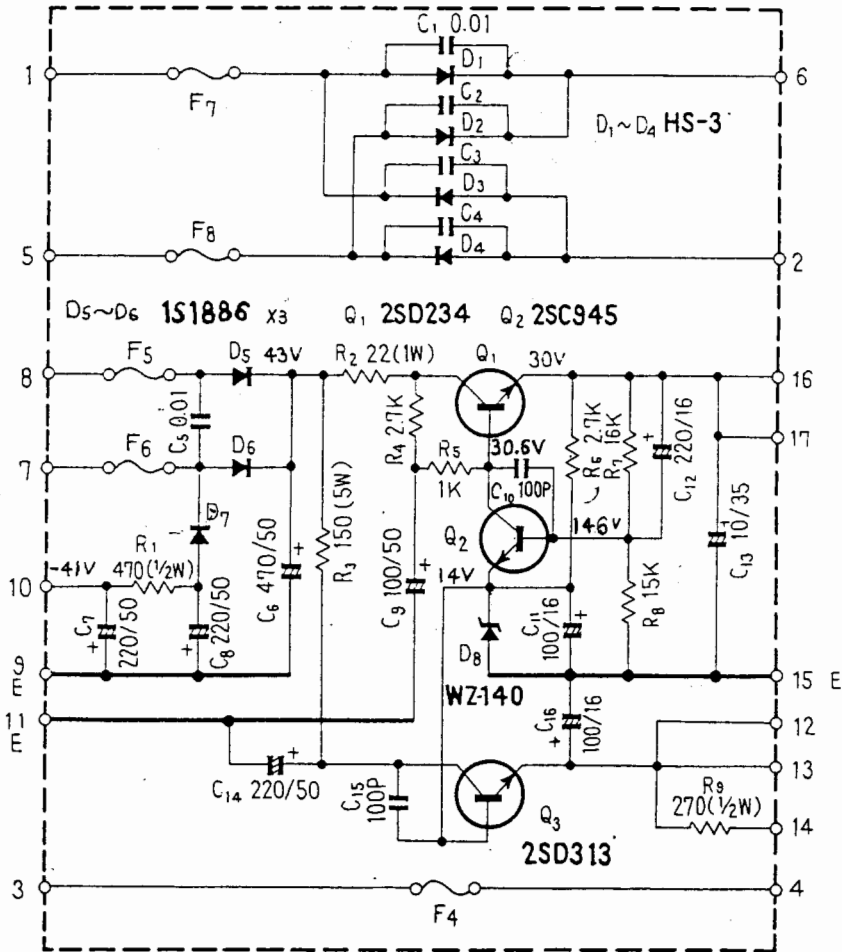 C₁ 0.01
1
F₇
D₁
6
C₂
D₂
D₁~D₄ HS-3
C₃
D₃
C₄
5
F₈
D₄
2
D₅~D₆ 1S1886 x3 Q₁ 2SD234 Q₂ 2SC945
8
F₅
D₅
43V
R₂ 22(1W)
Q₁
30V
16
C₅ 0.01
R₄ 2.7K
R₆ 2.7K
R₇ 16K
+
C₁₂ 220/16
17
7
F₆
D₆
R₅
1K
30.6V
C₁₀ 100P
D₇
Q₂
146V
+
C₁₃ 10/35
R₃ 150 (5W)
10
-41V
R₁
470(½W)
+
C₆ 470/50
+
C₉ 100/50
14V
R₈ 15K
C₇
+
220/50
+
C₈ 220/50
D₈
+
C₁₁
100/16
9
E
WZ-140
15 E
11
E
+
C₁₆
100/16
12
+
C₁₄ 220/50
C₁₅
100P
13
Q₃
R₉
270(½W)
14
2SD313
3
F₄
4